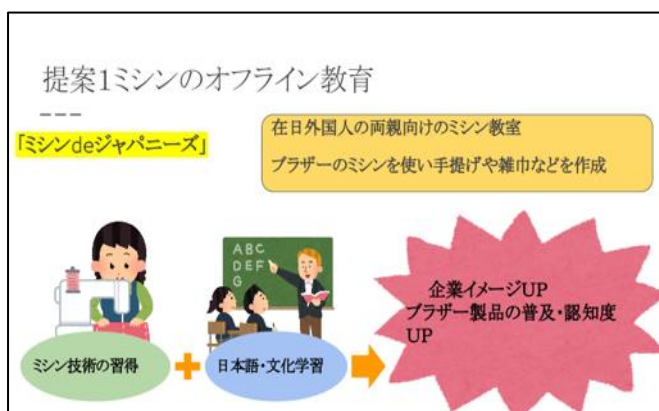 提案1ミシンのオフライン教育
「ミシンdeジャパニーズ」
在日外国人の両親向けのミシン教室
ブラザーのミシンを使い手提げや雑巾などを作成
ABC
DEF
G
企業イメージUP
ブラザー製品の普及・認知度
UP
ミシン技術の習得
日本語・文化学習